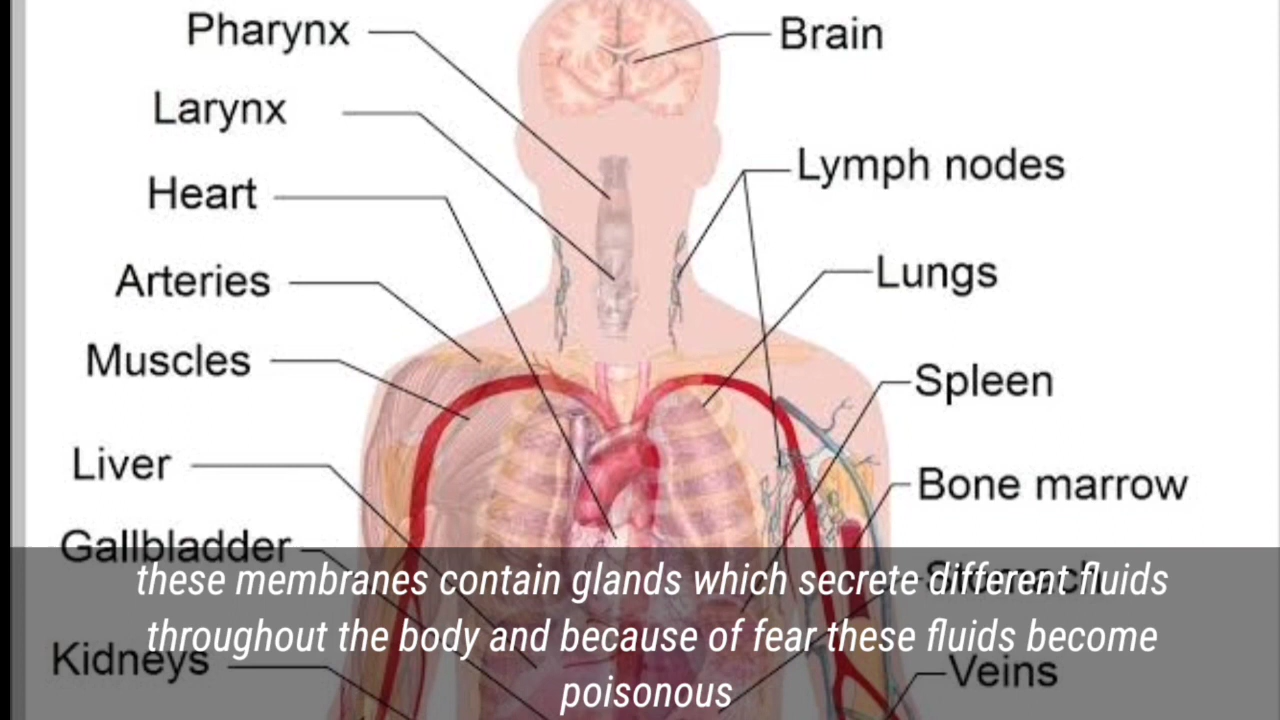 Pharynx
Brain
Larynx
Lymph nodes
Heart
Lungs
Arteries
Muscles
Spleen
Liver
Bone marrow
Gallbladder
Stomach
Kidneys
Veins
these membranes contain glands which secrete different fluids
throughout the body and because of fear these fluids become
poisonous